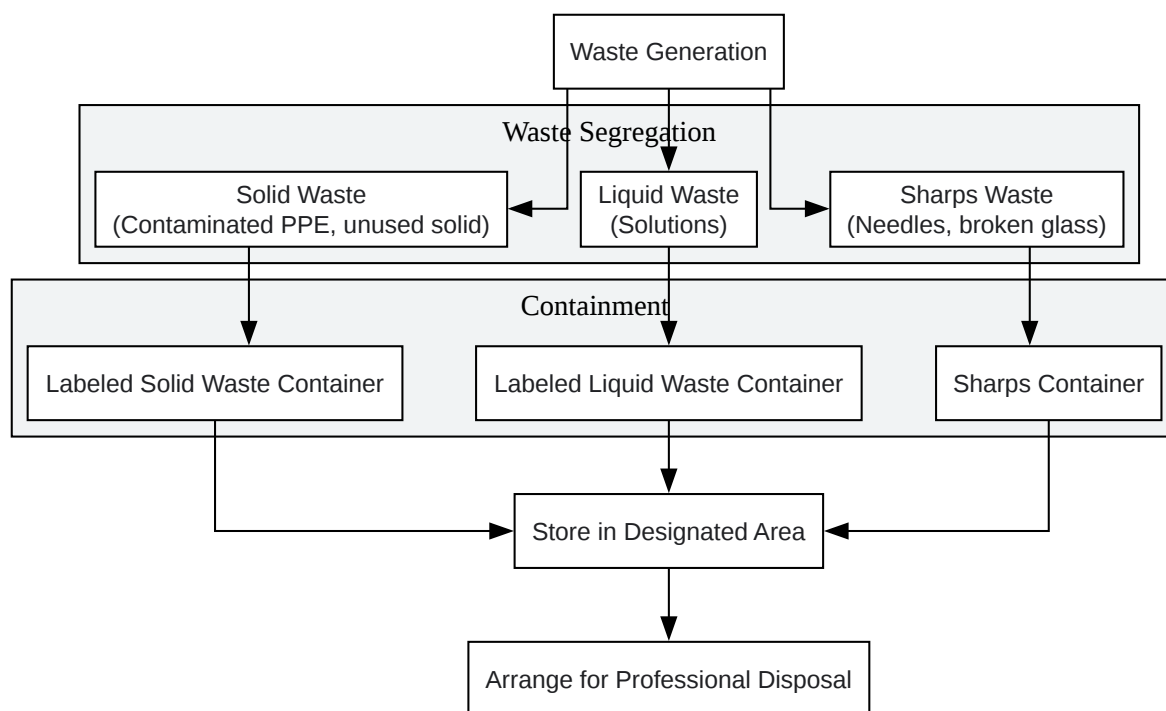 Waste Generation
Waste Segregation
Solid Waste
(Contaminated PPE, unused solid)
Liquid Waste
(Solutions)
Sharps Waste
(Needles, broken glass)
Containment
Labeled Solid Waste Container
Labeled Liquid Waste Container
Sharps Container
Store in Designated Area
Arrange for Professional Disposal